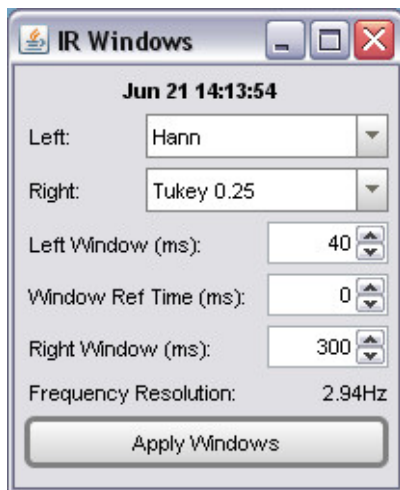 IR Windows
Jun 21 14:13:54
Left: Hann
Right: Tukey 0.25
Left Window (ms): 40
Window Ref Time (ms): 0
Right Window (ms): 300
Frequency Resolution: 2.94Hz
Apply Windows